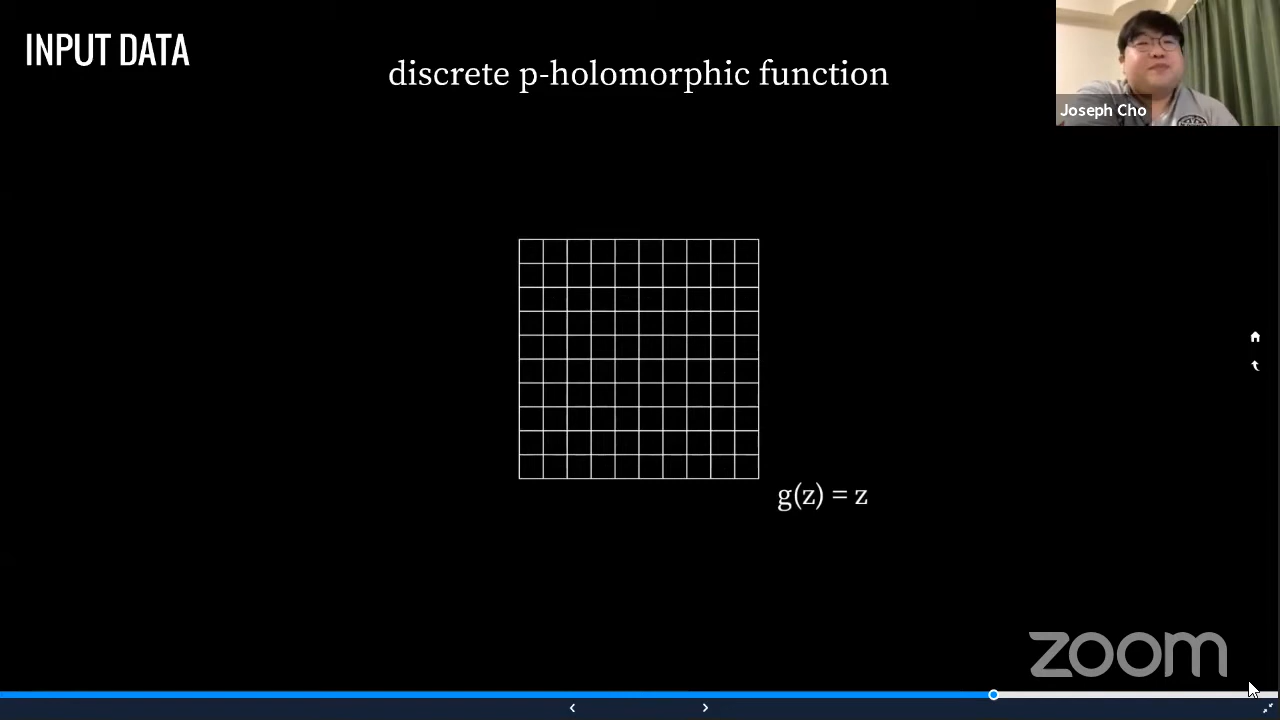 INPUT DATA
discrete p-holomorphic function
Joseph Cho
g(z) = z
zoom